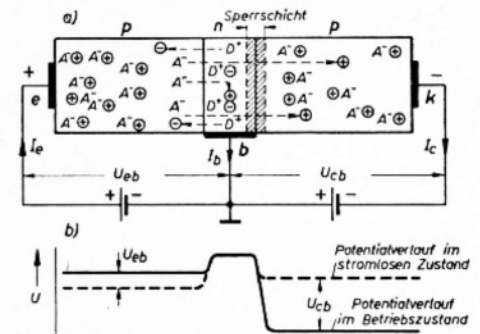 Sperrschicht
a) p n p
⊖ D⁺
A⁻⊕ A⁻⊕ A⁻ ⊕ A⁻⊕
A⁻⊕ A⁻ D⁺ ⊖ A⁻
+ A⁻⊕ A⁻⊕ D⁺ ⊕ ⊕ A⁻⊕ −
e k
A⁻⊕ A⁻⊕ A⁻ ⊕ A⁻⊕ A⁻⊕
⊖ D⁺
Ie Ib b Ic
Ueb Ucb
+ − + −
b)
Ueb Potentialverlauf im
stromlosen Zustand
U Ucb
Potentialverlauf
im Betriebszustand